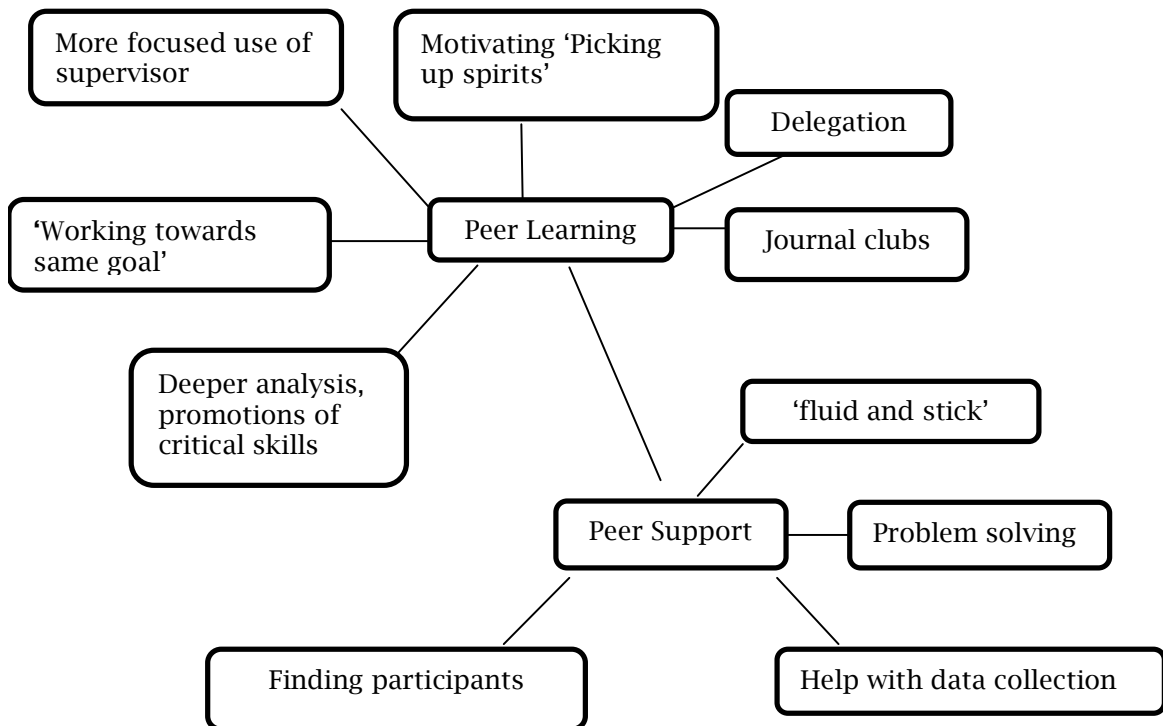 More focused use of
supervisor
Motivating ‘Picking
up spirits’
Delegation
‘Working towards
same goal’
Peer Learning
Journal clubs
Deeper analysis,
promotions of
critical skills
‘fluid and stick’
Peer Support
Problem solving
Finding participants
Help with data collection